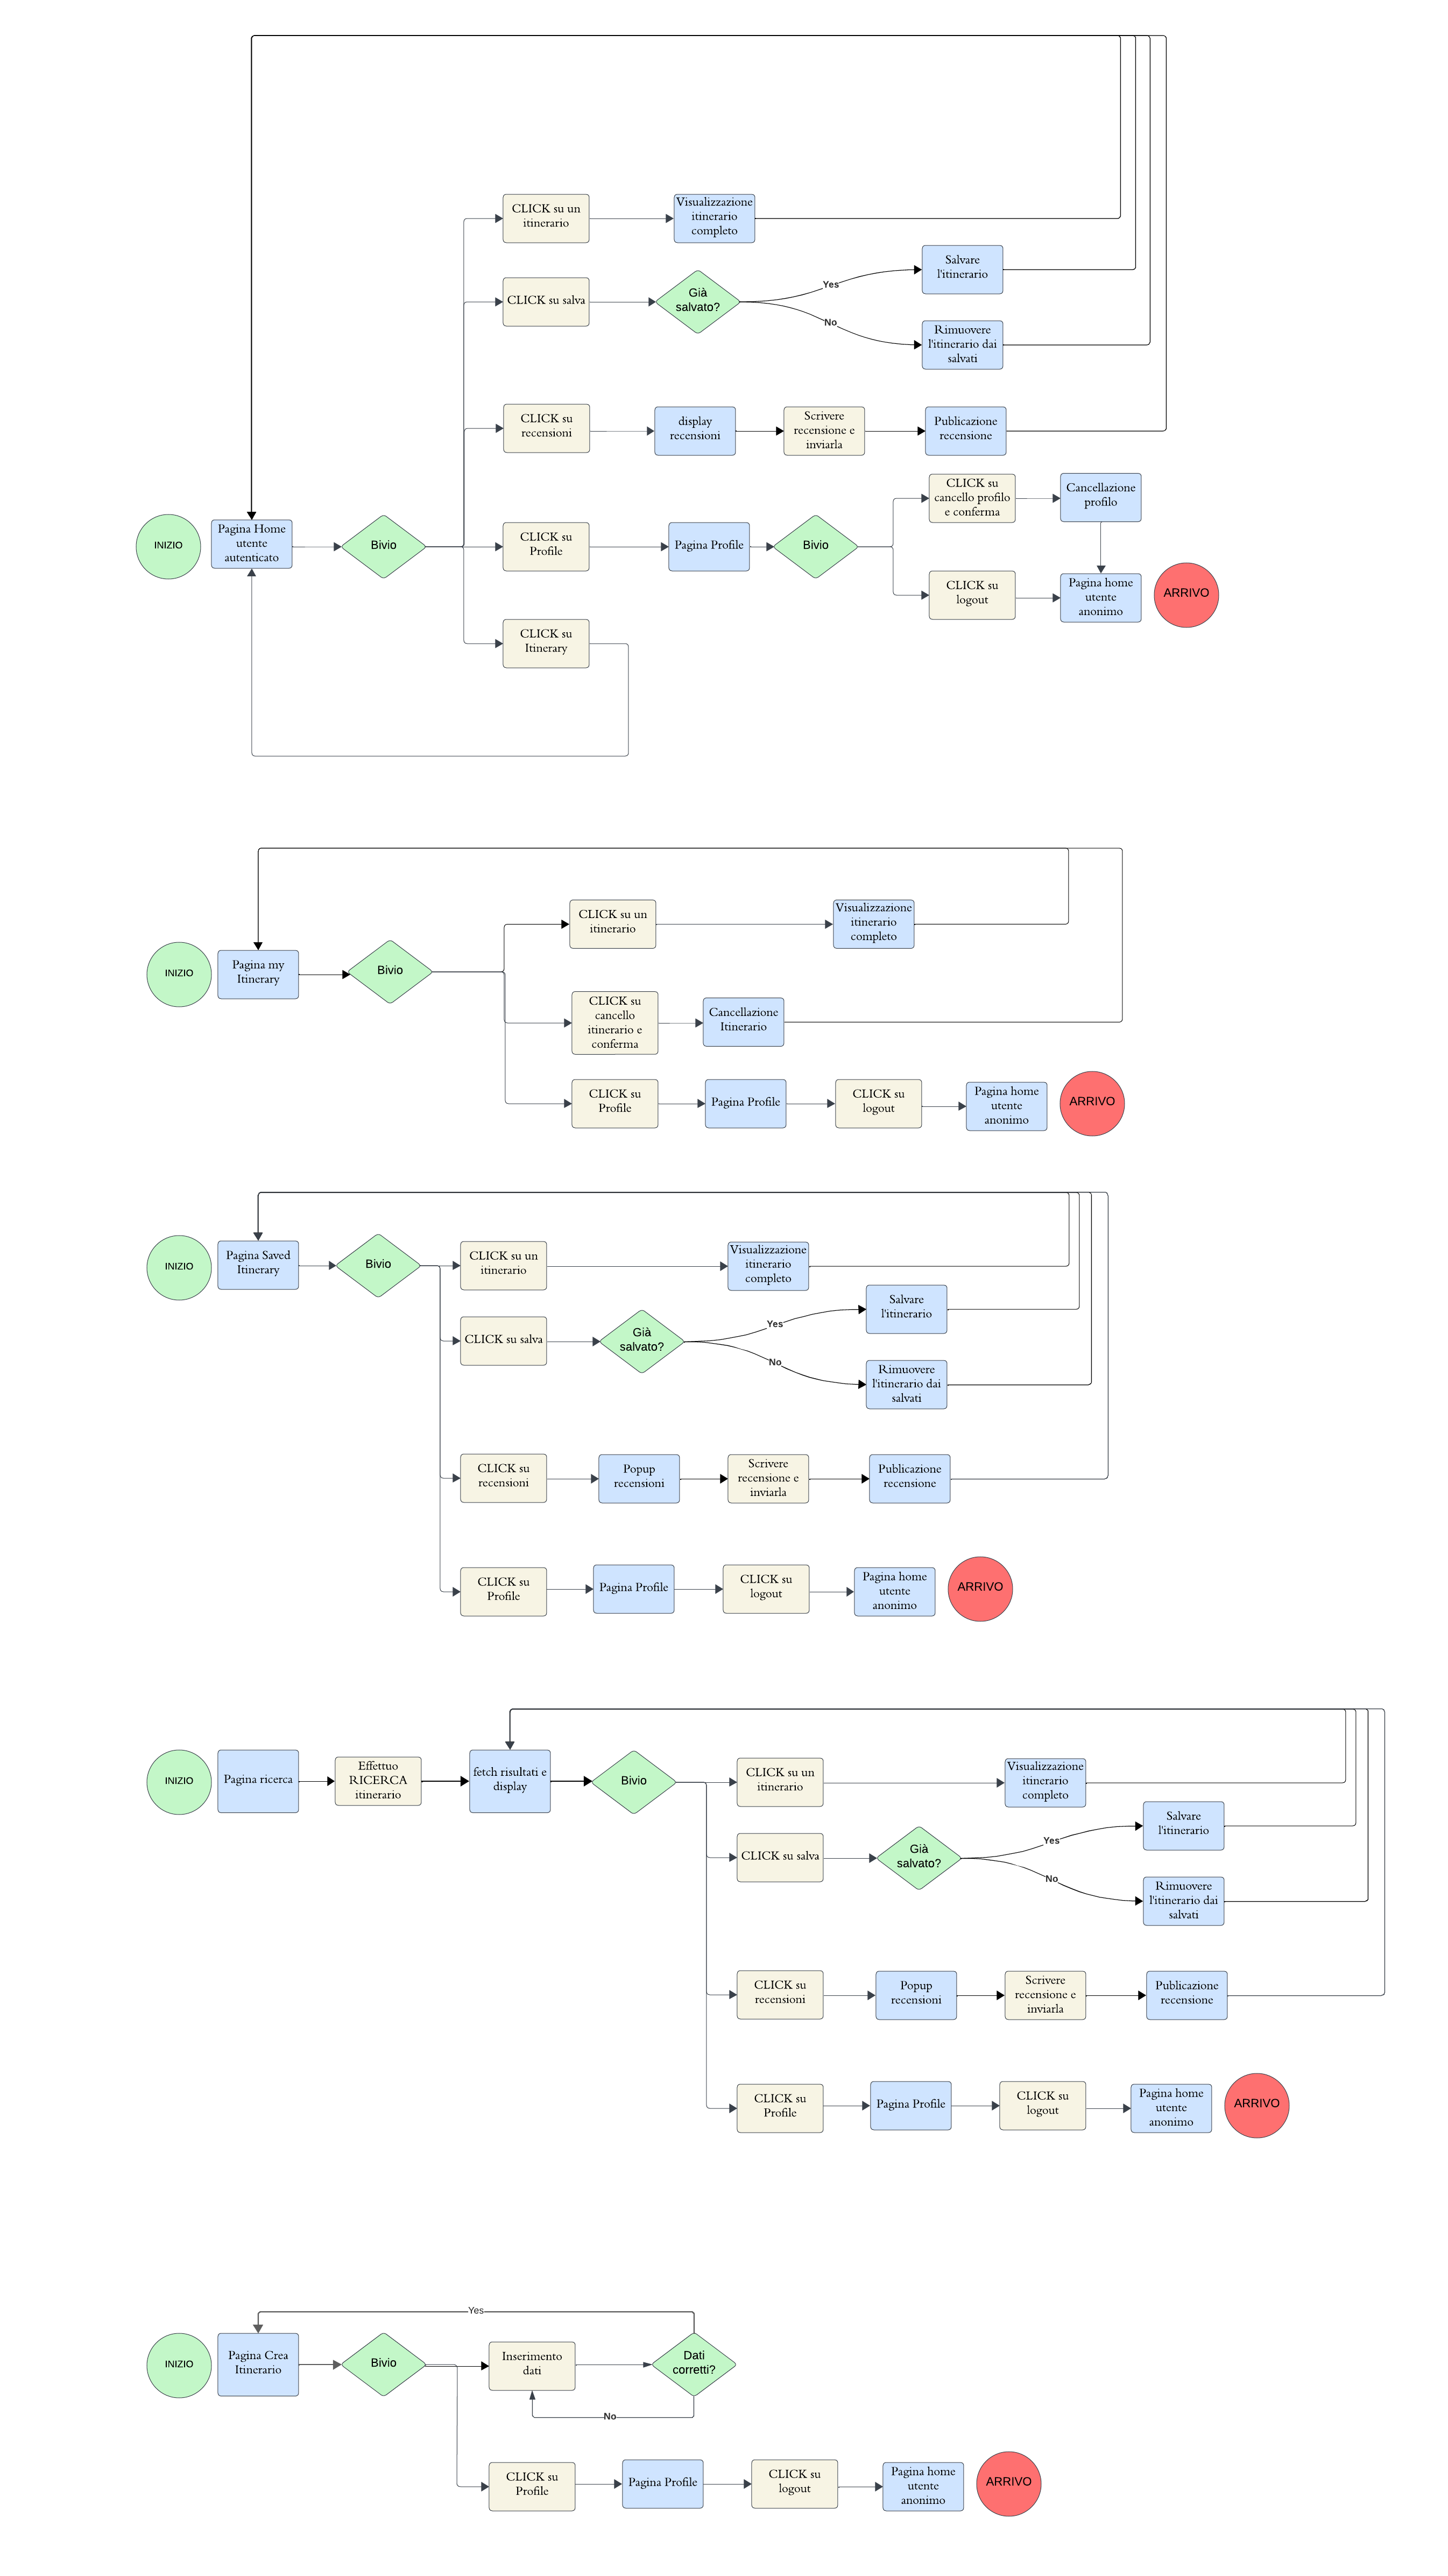 CLICK su un
itinerario
Visualizzazione
itinerario
completo
CLICK su salva
Già
salvato?
Yes
No
Salvare
l'itinerario
Rimuovere
l'itinerario dai
salvati
CLICK su
recensioni
display
recensioni
Scrivere
recensione e
inviarla
Publicazione
recensione
INIZIO
Pagina Home
utente
autenticato
Bivio
CLICK su
Profile
Pagina Profile
Bivio
CLICK su
cancello profilo
e conferma
Cancellazione
profilo
CLICK su
logout
Pagina home
utente
anonimo
ARRIVO
CLICK su
Itinerary
INIZIO
Pagina my
Itinerary
Bivio
CLICK su un
itinerario
Visualizzazione
itinerario
completo
CLICK su
cancello
itinerario e
conferma
Cancellazione
Itinerario
CLICK su
Profile
Pagina Profile
CLICK su
logout
Pagina home
utente
anonimo
ARRIVO
INIZIO
Pagina Saved
Itinerary
Bivio
CLICK su un
itinerario
Visualizzazione
itinerario
completo
CLICK su salva
Già
salvato?
Yes
No
Salvare
l'itinerario
Rimuovere
l'itinerario dai
salvati
CLICK su
recensioni
Popup
recensioni
Scrivere
recensione e
inviarla
Publicazione
recensione
CLICK su
Profile
Pagina Profile
CLICK su
logout
Pagina home
utente
anonimo
ARRIVO
INIZIO
Pagina ricerca
Effettuo
RICERCA
itinerario
fetch risultati e
display
Bivio
CLICK su un
itinerario
Visualizzazione
itinerario
completo
CLICK su salva
Già
salvato?
Yes
No
Salvare
l'itinerario
Rimuovere
l'itinerario dai
salvati
CLICK su
recensioni
Popup
recensioni
Scrivere
recensione e
inviarla
Publicazione
recensione
CLICK su
Profile
Pagina Profile
CLICK su
logout
Pagina home
utente
anonimo
ARRIVO
Yes
INIZIO
Pagina Crea
Itinerario
Bivio
Inserimento
dati
Dati
corretti?
No
CLICK su
Profile
Pagina Profile
CLICK su
logout
Pagina home
utente
anonimo
ARRIVO